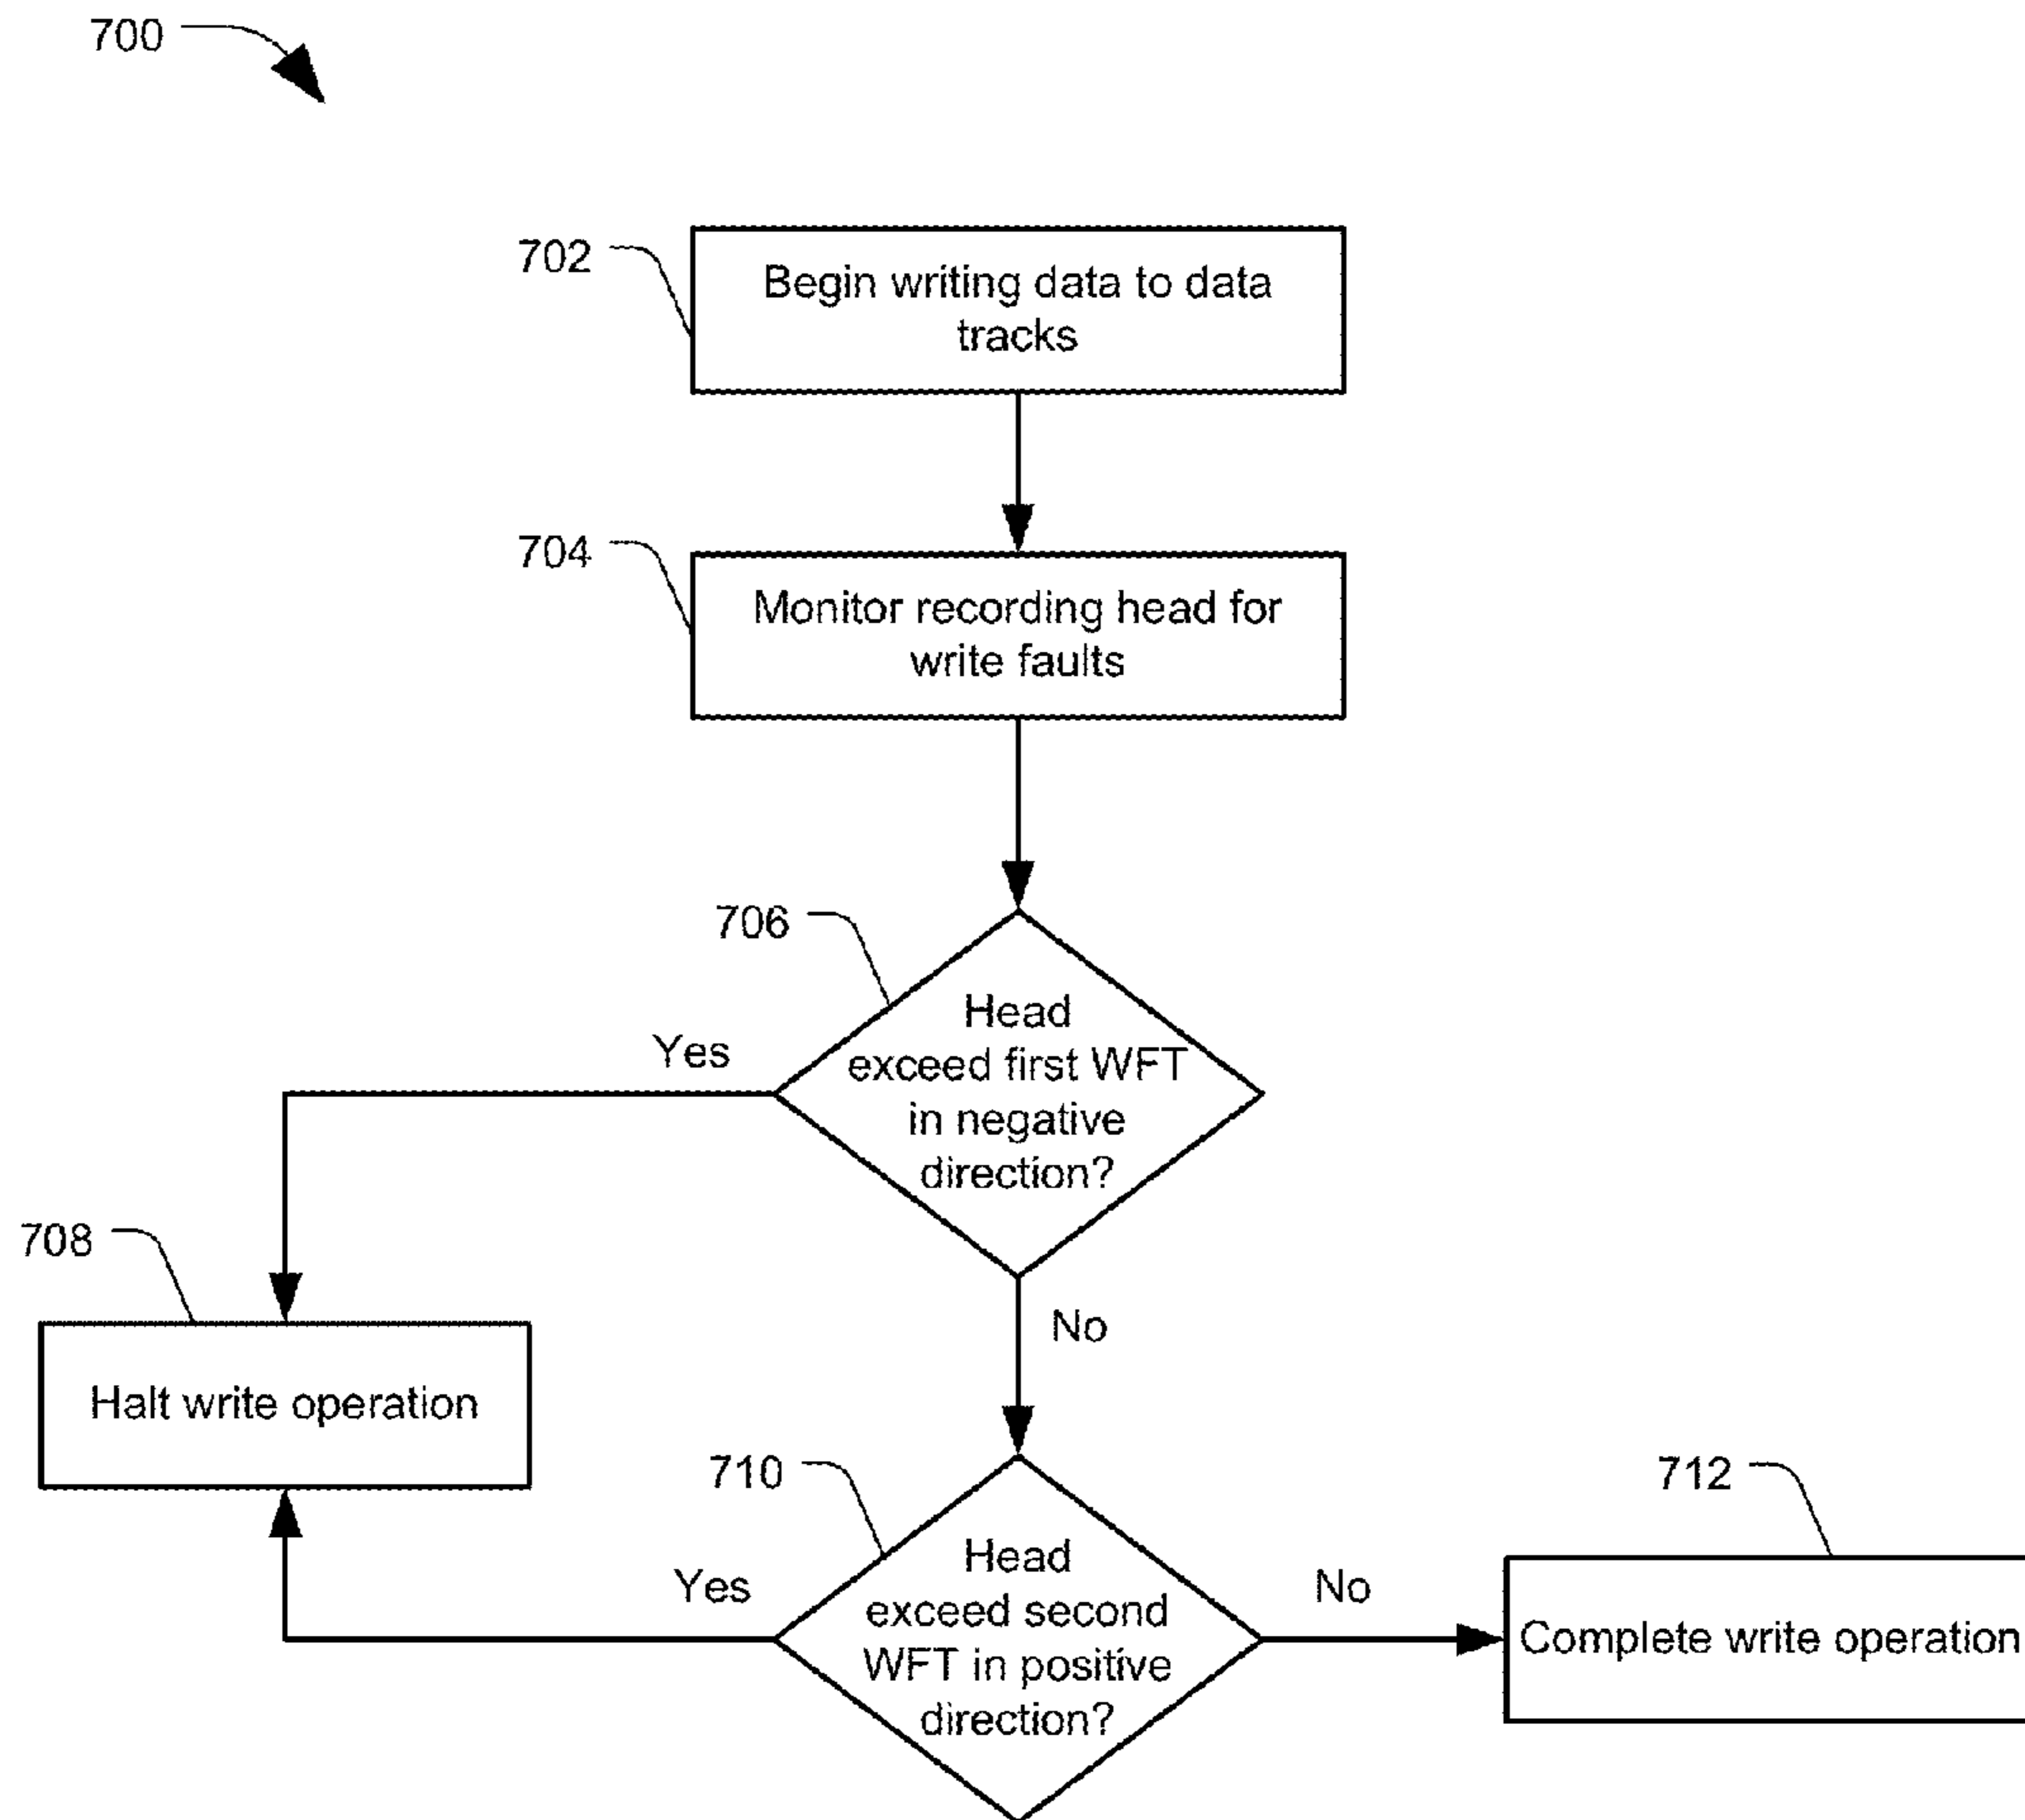 700
702
Begin writing data to data
tracks
704
Monitor recording head for
write faults
706
Head
exceed first WFT
in negative
direction?
Yes
No
708
Halt write operation
710
Head
exceed second
WFT in positive
direction?
Yes
No
712
Complete write operation